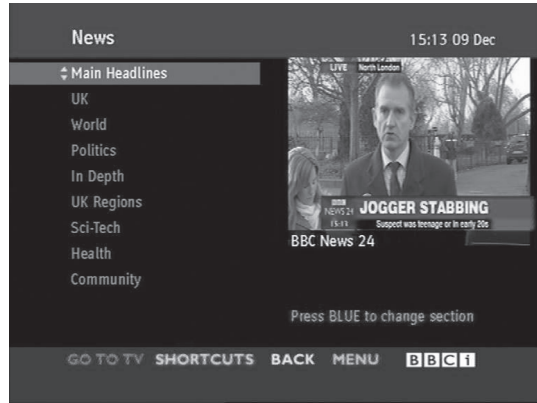 News
15:13 09 Dec
Main Headlines
UK
World
Politics
In Depth
UK Regions
Sci-Tech
Health
Community
LIVE North London
BBC
NEWS 24 JOGGER STABBING
15:13 Suspect was teenage or in early 20s
BBC News 24
Press BLUE to change section
GO TO TV SHORTCUTS BACK MENU BBCi